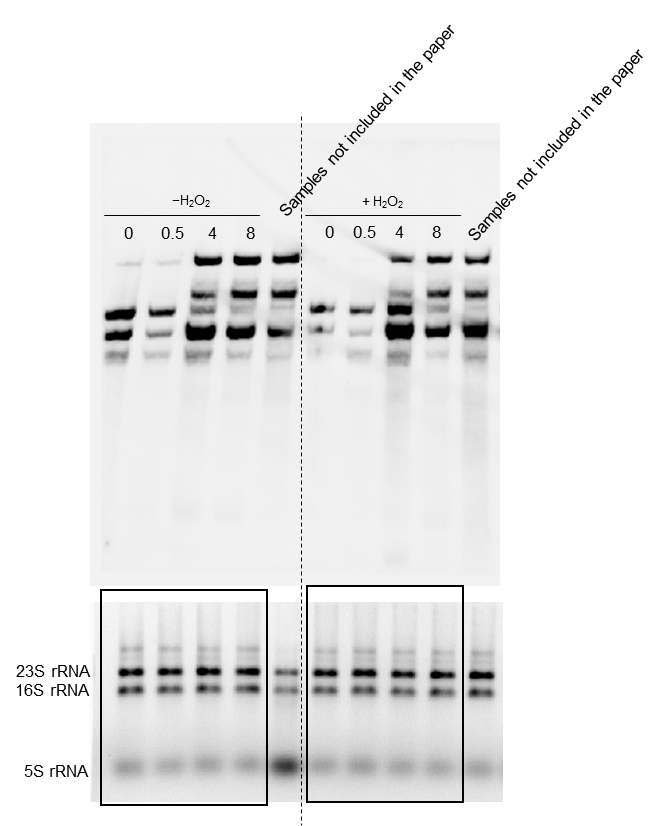 Samples not included in the paper
Samples not included in the paper
−H₂O₂
+ H₂O₂
0 0.5 4 8 0 0.5 4 8
23S rRNA
16S rRNA
5S rRNA